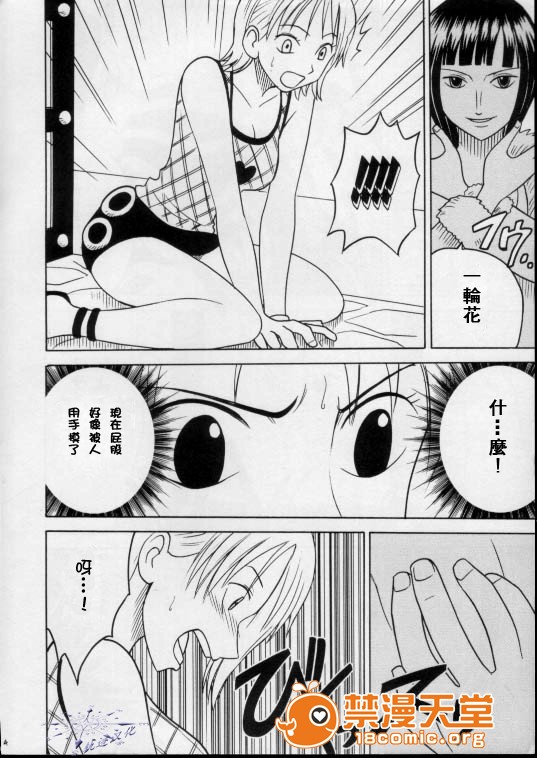 フゥ..
一輪花
!!!!
什…麼！
現在屁股
好像被人
用手摸了
呀…！
禁漫天堂
18comic.org